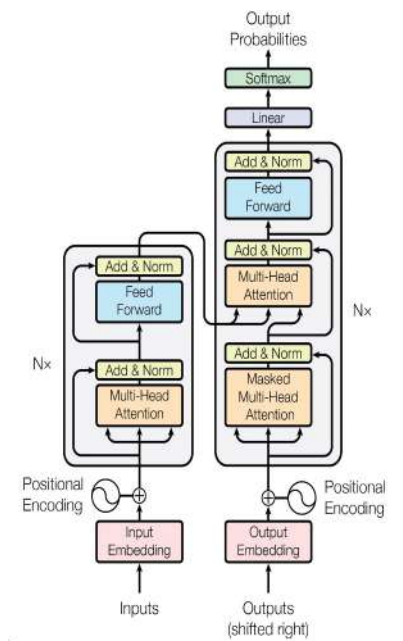 Output
Probabilities
Softmax
Linear
Add & Norm
Feed
Forward
Add & Norm
Multi-Head
Attention
Nx
Add & Norm
Masked
Multi-Head
Attention
Add & Norm
Feed
Forward
Nx
Add & Norm
Multi-Head
Attention
Positional
Encoding
Positional
Encoding
Input
Embedding
Output
Embedding
Inputs
Outputs
(shifted right)